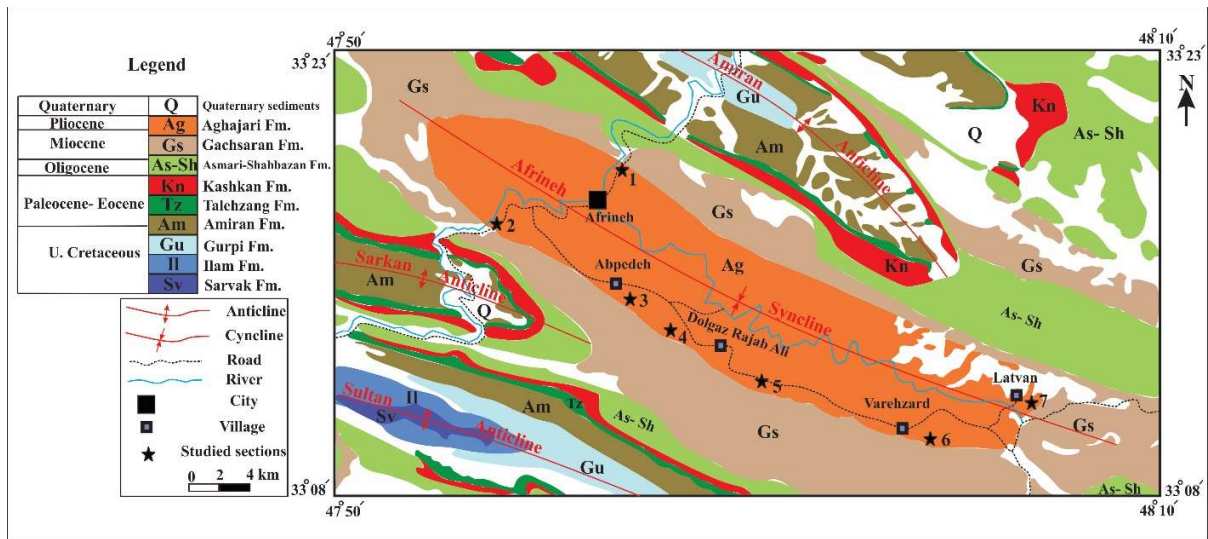 Legend
Quaternary Q Quaternary sediments
Pliocene Ag Aghajari Fm.
Miocene Gs Gachsaran Fm.
Oligocene As-Sh Asmari-Shahbazan Fm.
Kn Kashkan Fm.
Paleocene- Eocene Tz Talehzang Fm.
Am Amiran Fm.
U. Cretaceous Gu Gurpi Fm.
Il Ilam Fm.
Sv Sarvak Fm.
Anticline
Cyncline
Road
River
City
Village
Studied sections
0 2 4 km
47°50
48°10
33°23
33°23
N
Gs
Amiran
Gu
Kn
Q
As- Sh
Am
Anticline
Afrineh
1
Afrineh
Gs
2
Gs
Kn
Abpedeh
Ag
Sarkan
Am
Anticline
Q
3
Syncline
As- Sh
4
Dolgaz Rajab Ali
5
Latvan
7
Sultan
Il
Sv
Anticline
Am
Tz
As- Sh
Varehzard
6
Gs
Gs
Gu
As- Sh
33°08
33°08
47°50
48°10